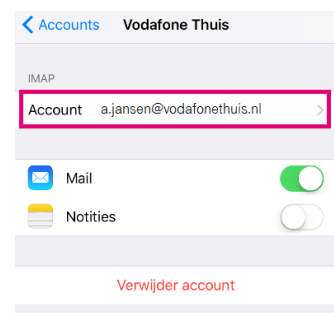 Accounts Vodafone Thuis
IMAP
Account a.jansen@vodafonethuis.nl
Mail
Notities
Verwijder account